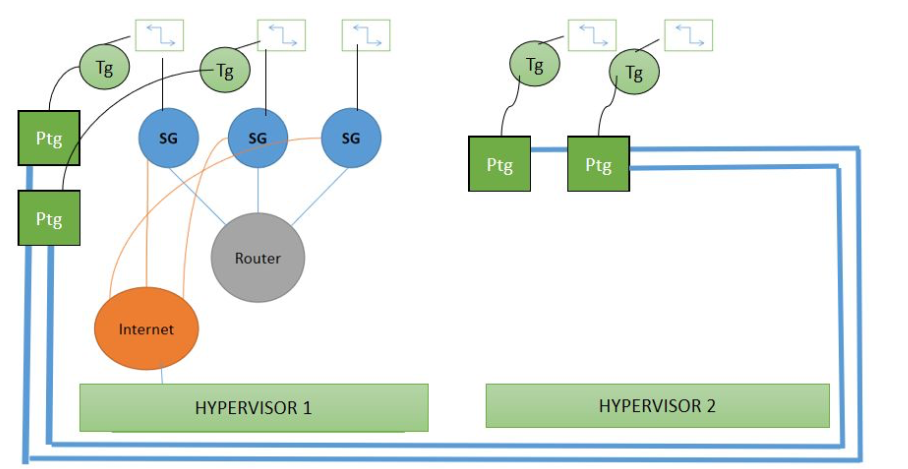 Tg
Tg
Tg
Tg
Ptg
SG
SG
SG
Ptg
Ptg
Ptg
Router
Internet
HYPERVISOR 1
HYPERVISOR 2